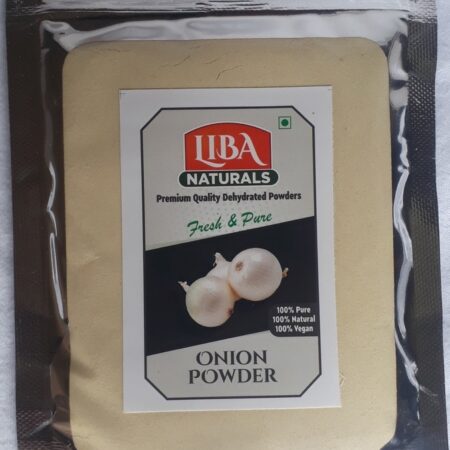 LIBA
NATURALS
Premium Quality Dehydrated Powders
Fresh & Pure
100% Pure
100% Natural
100% Vegan
ONION
POWDER